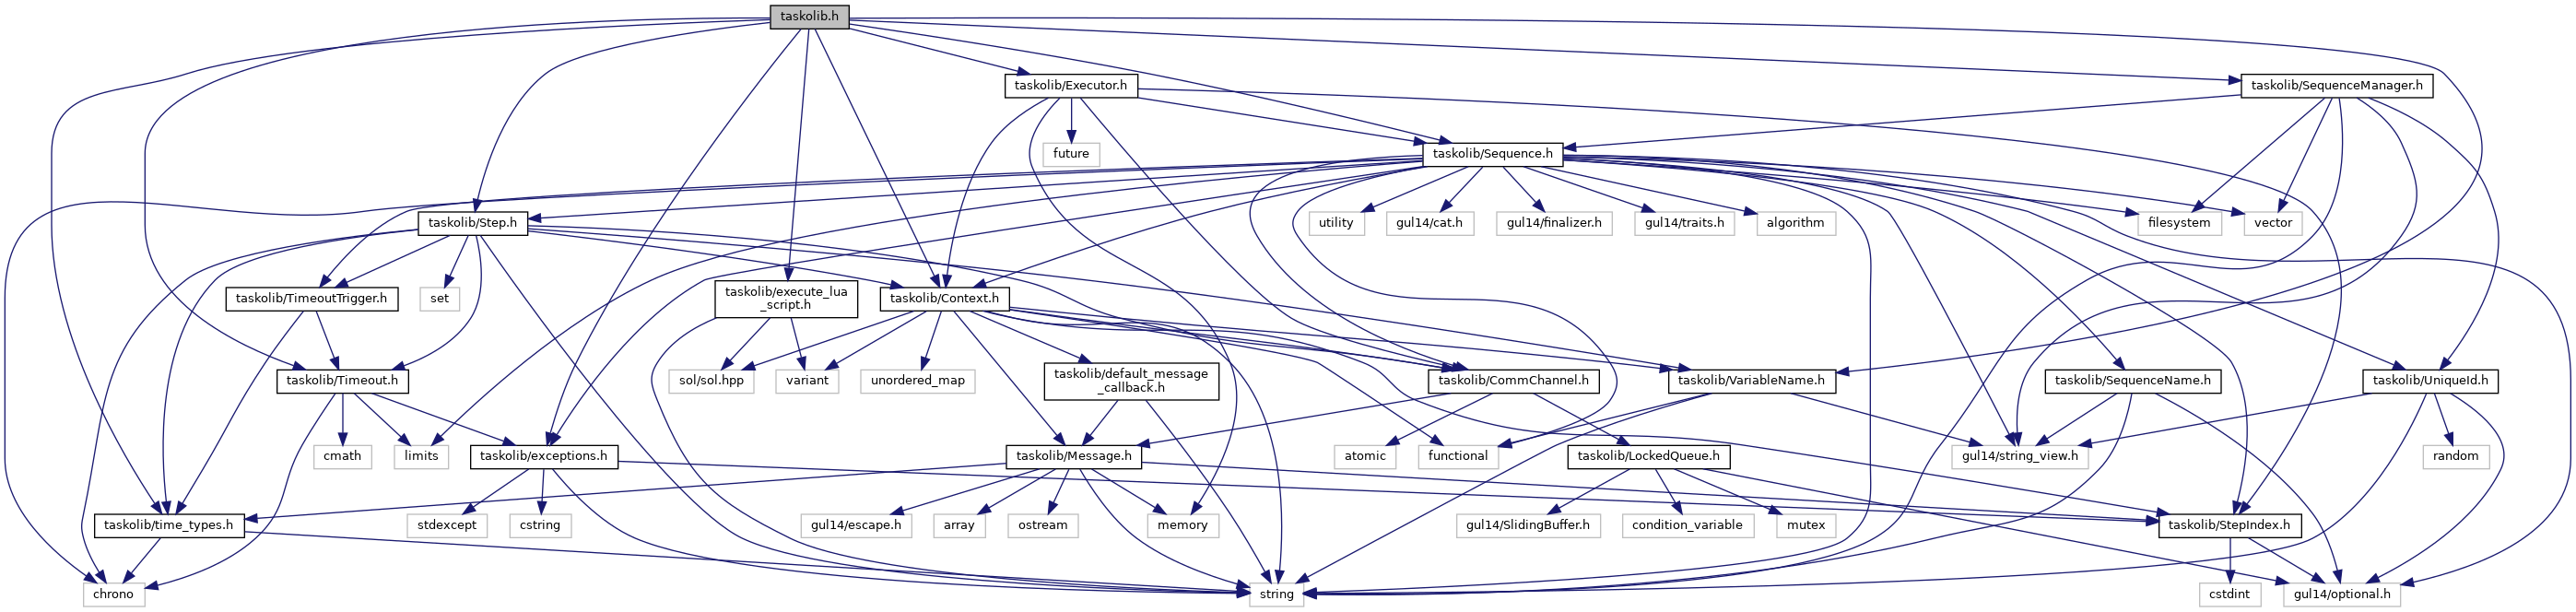 taskolib.h
taskolib/Executor.h
taskolib/SequenceManager.h
future
taskolib/Sequence.h
taskolib/Step.h
utility
gul14/cat.h
gul14/finalizer.h
gul14/traits.h
algorithm
filesystem
vector
taskolib/TimeoutTrigger.h
set
taskolib/execute_lua
_script.h
taskolib/Context.h
taskolib/Timeout.h
sol/sol.hpp
variant
unordered_map
taskolib/default_message
_callback.h
taskolib/CommChannel.h
taskolib/VariableName.h
taskolib/SequenceName.h
taskolib/UniqueId.h
cmath
limits
taskolib/exceptions.h
taskolib/Message.h
atomic
functional
taskolib/LockedQueue.h
gul14/string_view.h
random
taskolib/time_types.h
stdexcept
cstring
gul14/escape.h
array
ostream
memory
gul14/SlidingBuffer.h
condition_variable
mutex
taskolib/StepIndex.h
chrono
string
cstdint
gul14/optional.h